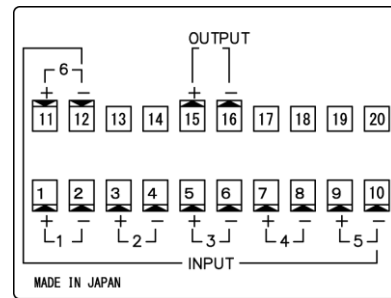 OUTPUT
6
+ − + −
11 12 13 14 15 16 17 18 19 20
1 2 3 4 5 6 7 8 9 10
+ − + − + − + − + −
1 2 3 4 5
INPUT
MADE IN JAPAN